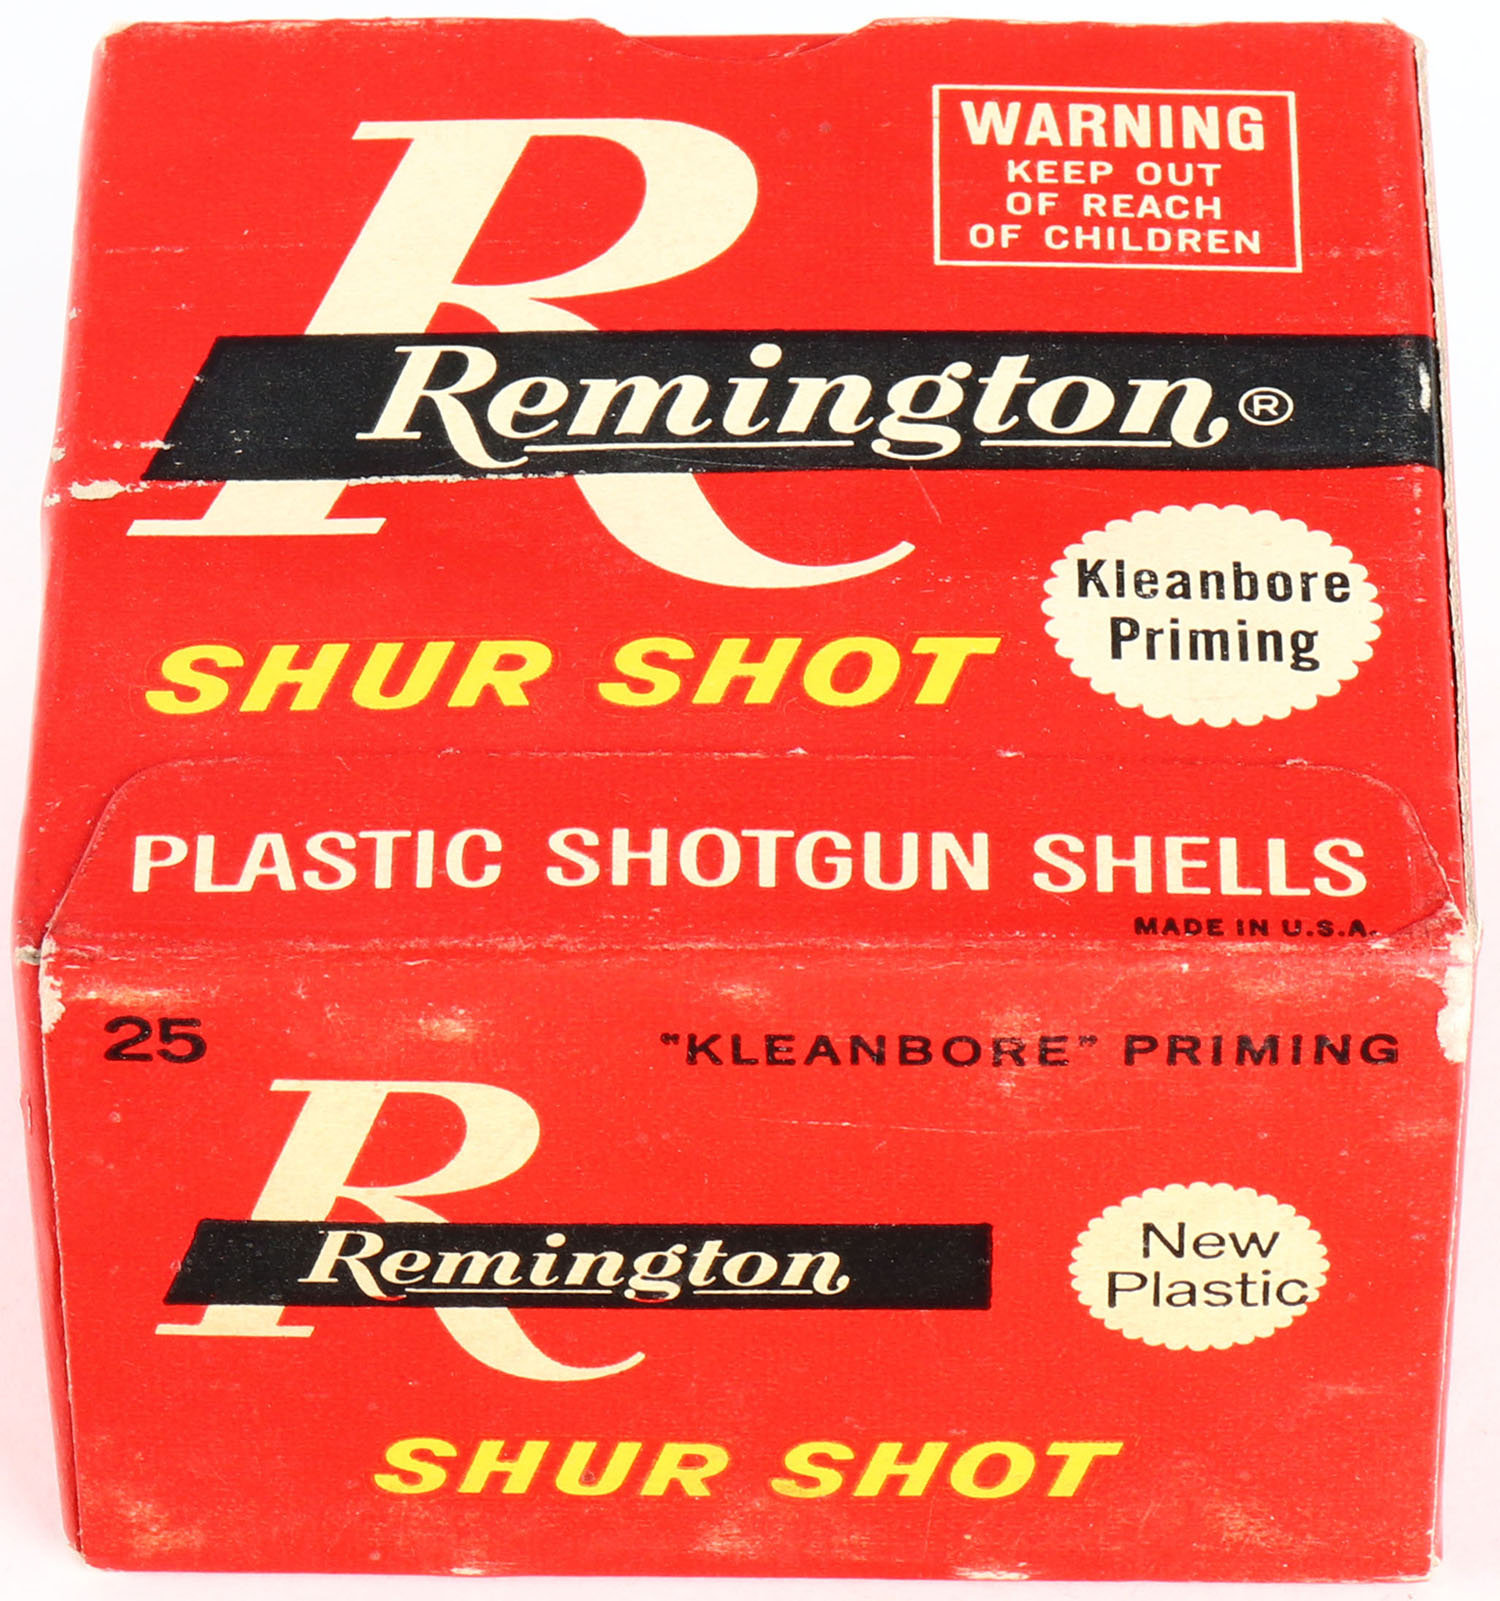 WARNING
KEEP OUT
OF REACH
OF CHILDREN
R
Remington®
Kleanbore
Priming
SHUR SHOT
PLASTIC SHOTGUN SHELLS
MADE IN U.S.A.
25
"KLEANBORE" PRIMING
R
Remington
New
Plastic
SHUR SHOT